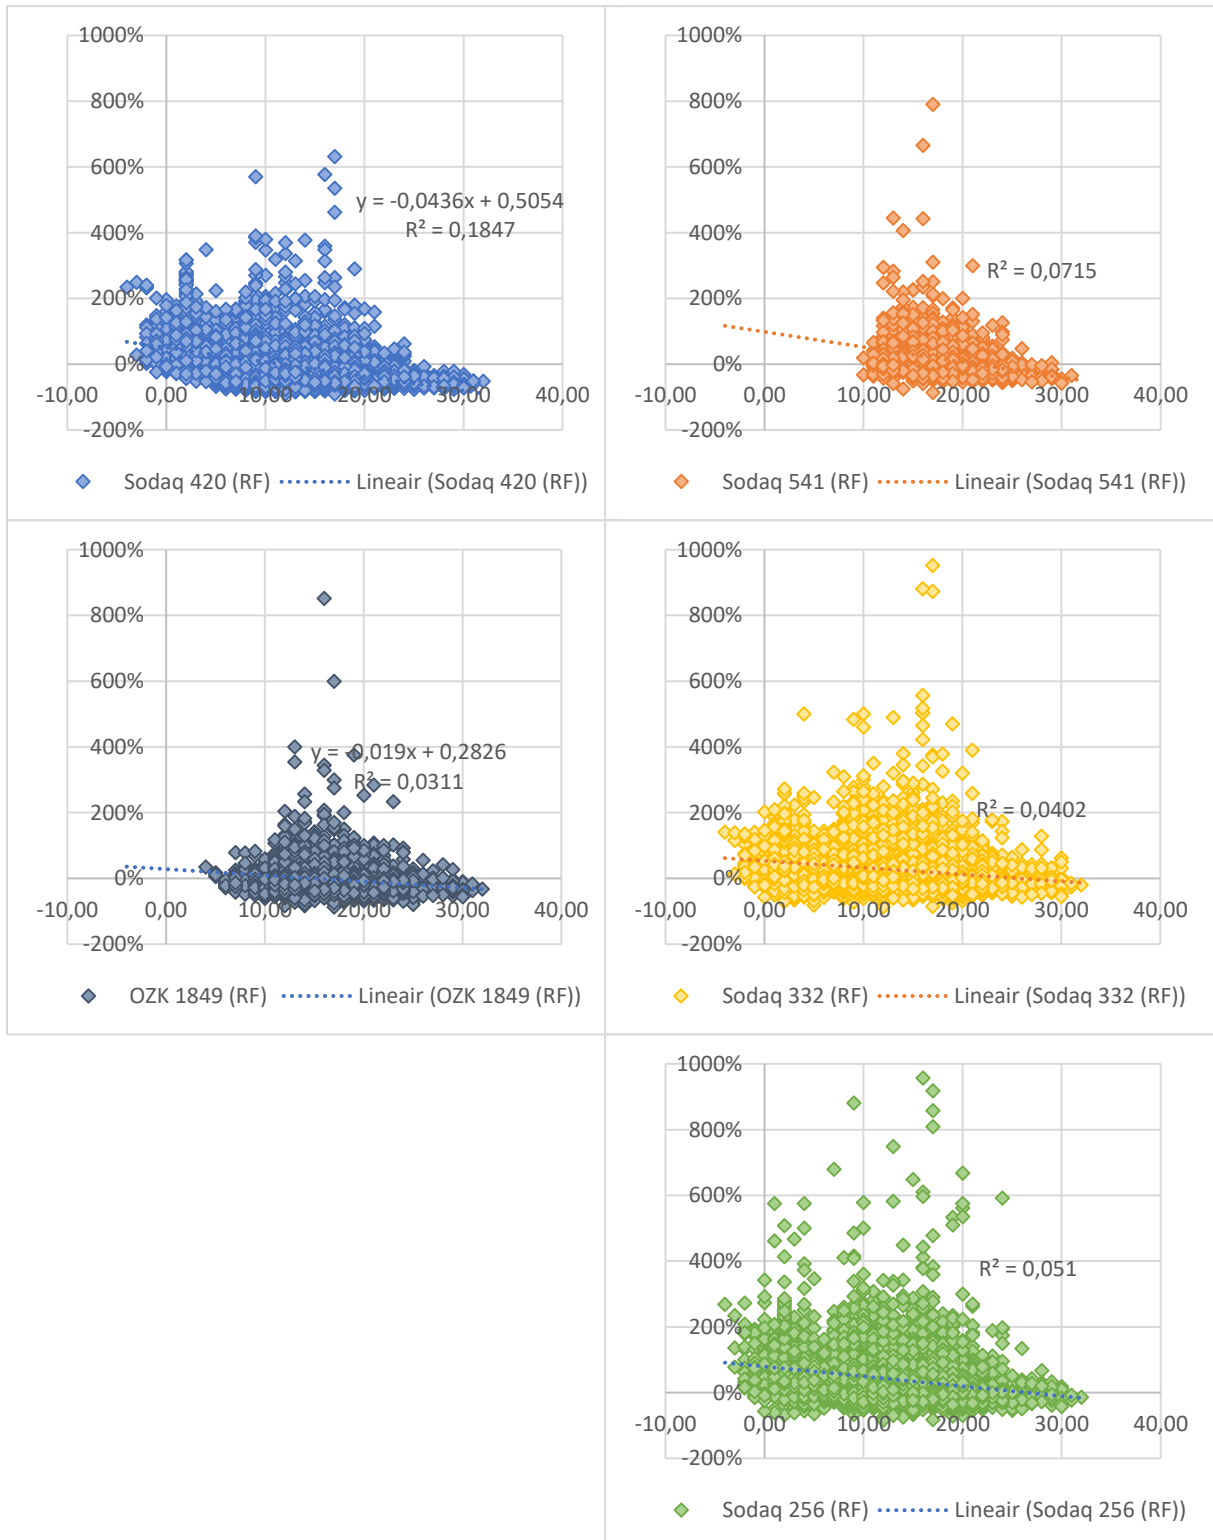 1000%
800%
600%
400%
200%
0%
-200%
-10,00 0,00 10,00 20,00 30,00 40,00
y = -0,0436x + 0,5054
R² = 0,1847
Sodaq 420 (RF) Lineair (Sodaq 420 (RF))
1000%
800%
600%
400%
200%
0%
-200%
-10,00 0,00 10,00 20,00 30,00 40,00
R² = 0,0715
Sodaq 541 (RF) Lineair (Sodaq 541 (RF))
1000%
800%
600%
400%
200%
0%
-200%
-10,00 0,00 10,00 20,00 30,00 40,00
y = -0,019x + 0,2826
R² = 0,0311
OZK 1849 (RF) Lineair (OZK 1849 (RF))
1000%
800%
600%
400%
200%
0%
-200%
-10,00 0,00 10,00 20,00 30,00 40,00
R² = 0,0402
Sodaq 332 (RF) Lineair (Sodaq 332 (RF))
1000%
800%
600%
400%
200%
0%
-200%
-10,00 0,00 10,00 20,00 30,00 40,00
R² = 0,051
Sodaq 256 (RF) Lineair (Sodaq 256 (RF))